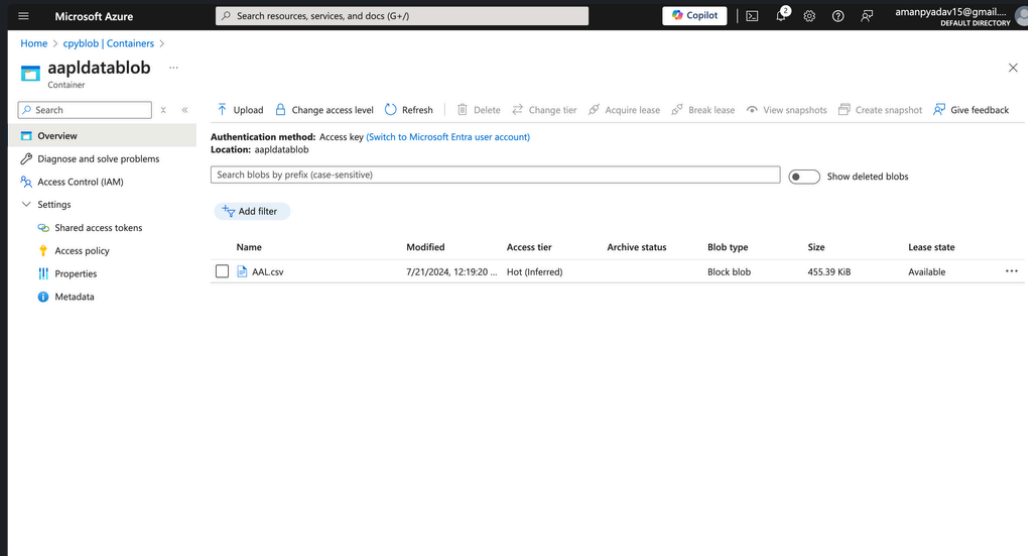 Microsoft Azure
Search resources, services, and docs (G+/)
Copilot
2
amanpyadav15@gmail....
DEFAULT DIRECTORY
Home > cpyblob | Containers >
aapldatablob ...
Container
Search
Upload Change access level Refresh Delete Change tier Acquire lease Break lease View snapshots Create snapshot Give feedback
Overview
Diagnose and solve problems
Access Control (IAM)
Settings
Shared access tokens
Access policy
Properties
Metadata
Authentication method: Access key (Switch to Microsoft Entra user account)
Location: aapldatablob
Search blobs by prefix (case-sensitive)
Show deleted blobs
Add filter
Name Modified Access tier Archive status Blob type Size Lease state
AAL.csv 7/21/2024, 12:19:20 ... Hot (Inferred) Block blob 455.39 KiB Available ...